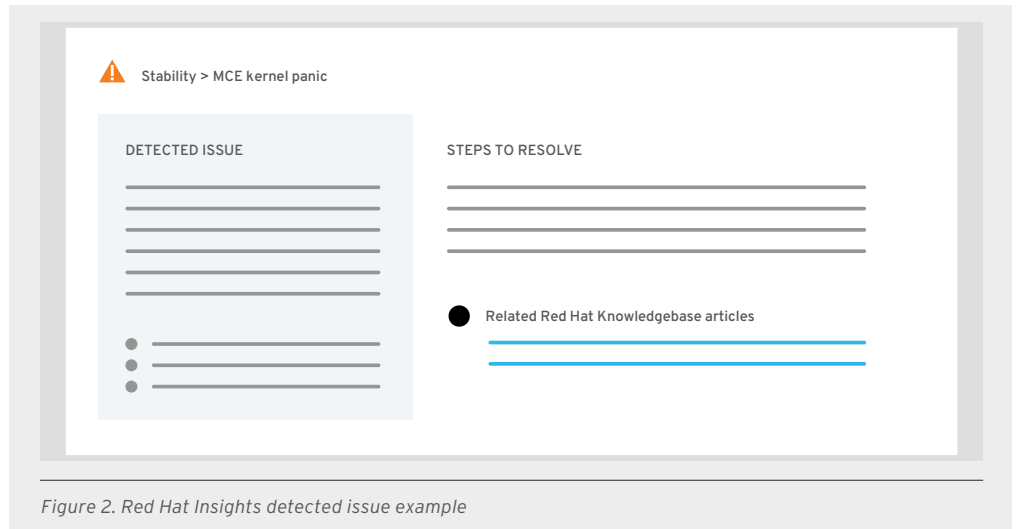 Stability > MCE kernel panic
DETECTED ISSUE
STEPS TO RESOLVE
Related Red Hat Knowledgebase articles
Figure 2. Red Hat Insights detected issue example